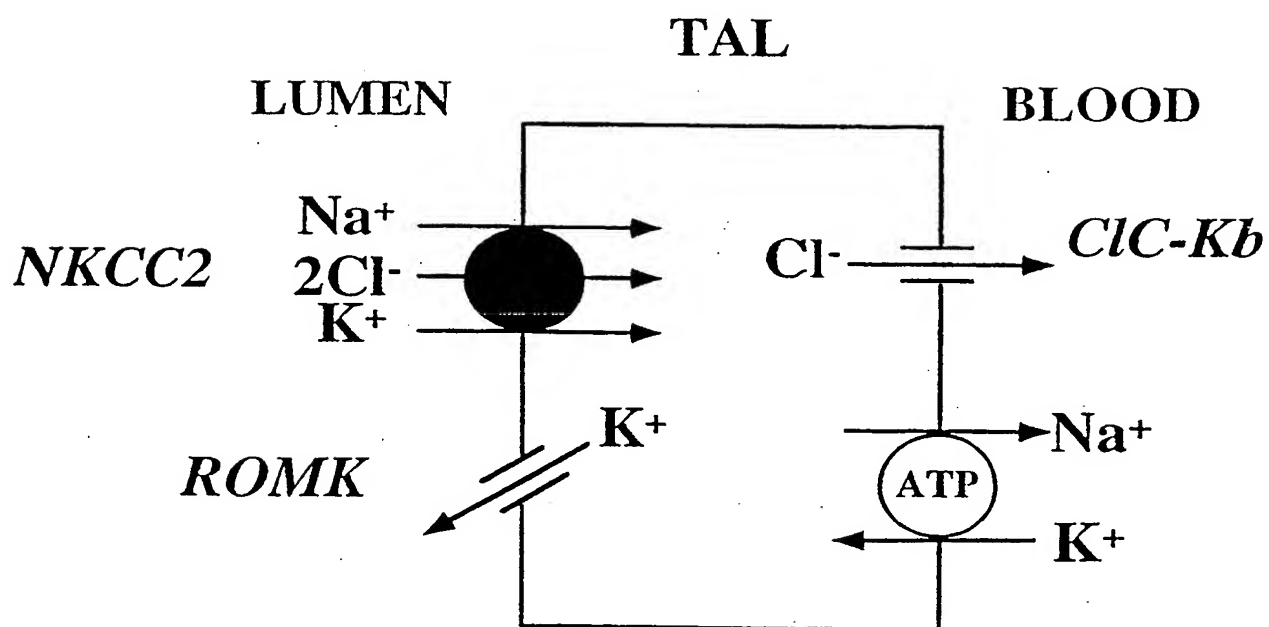 TAL
LUMEN
BLOOD
Na⁺
NKCC2
2Cl⁻
K⁺
Cl⁻
ClC-Kb
K⁺
ROMK
Na⁺
ATP
K⁺